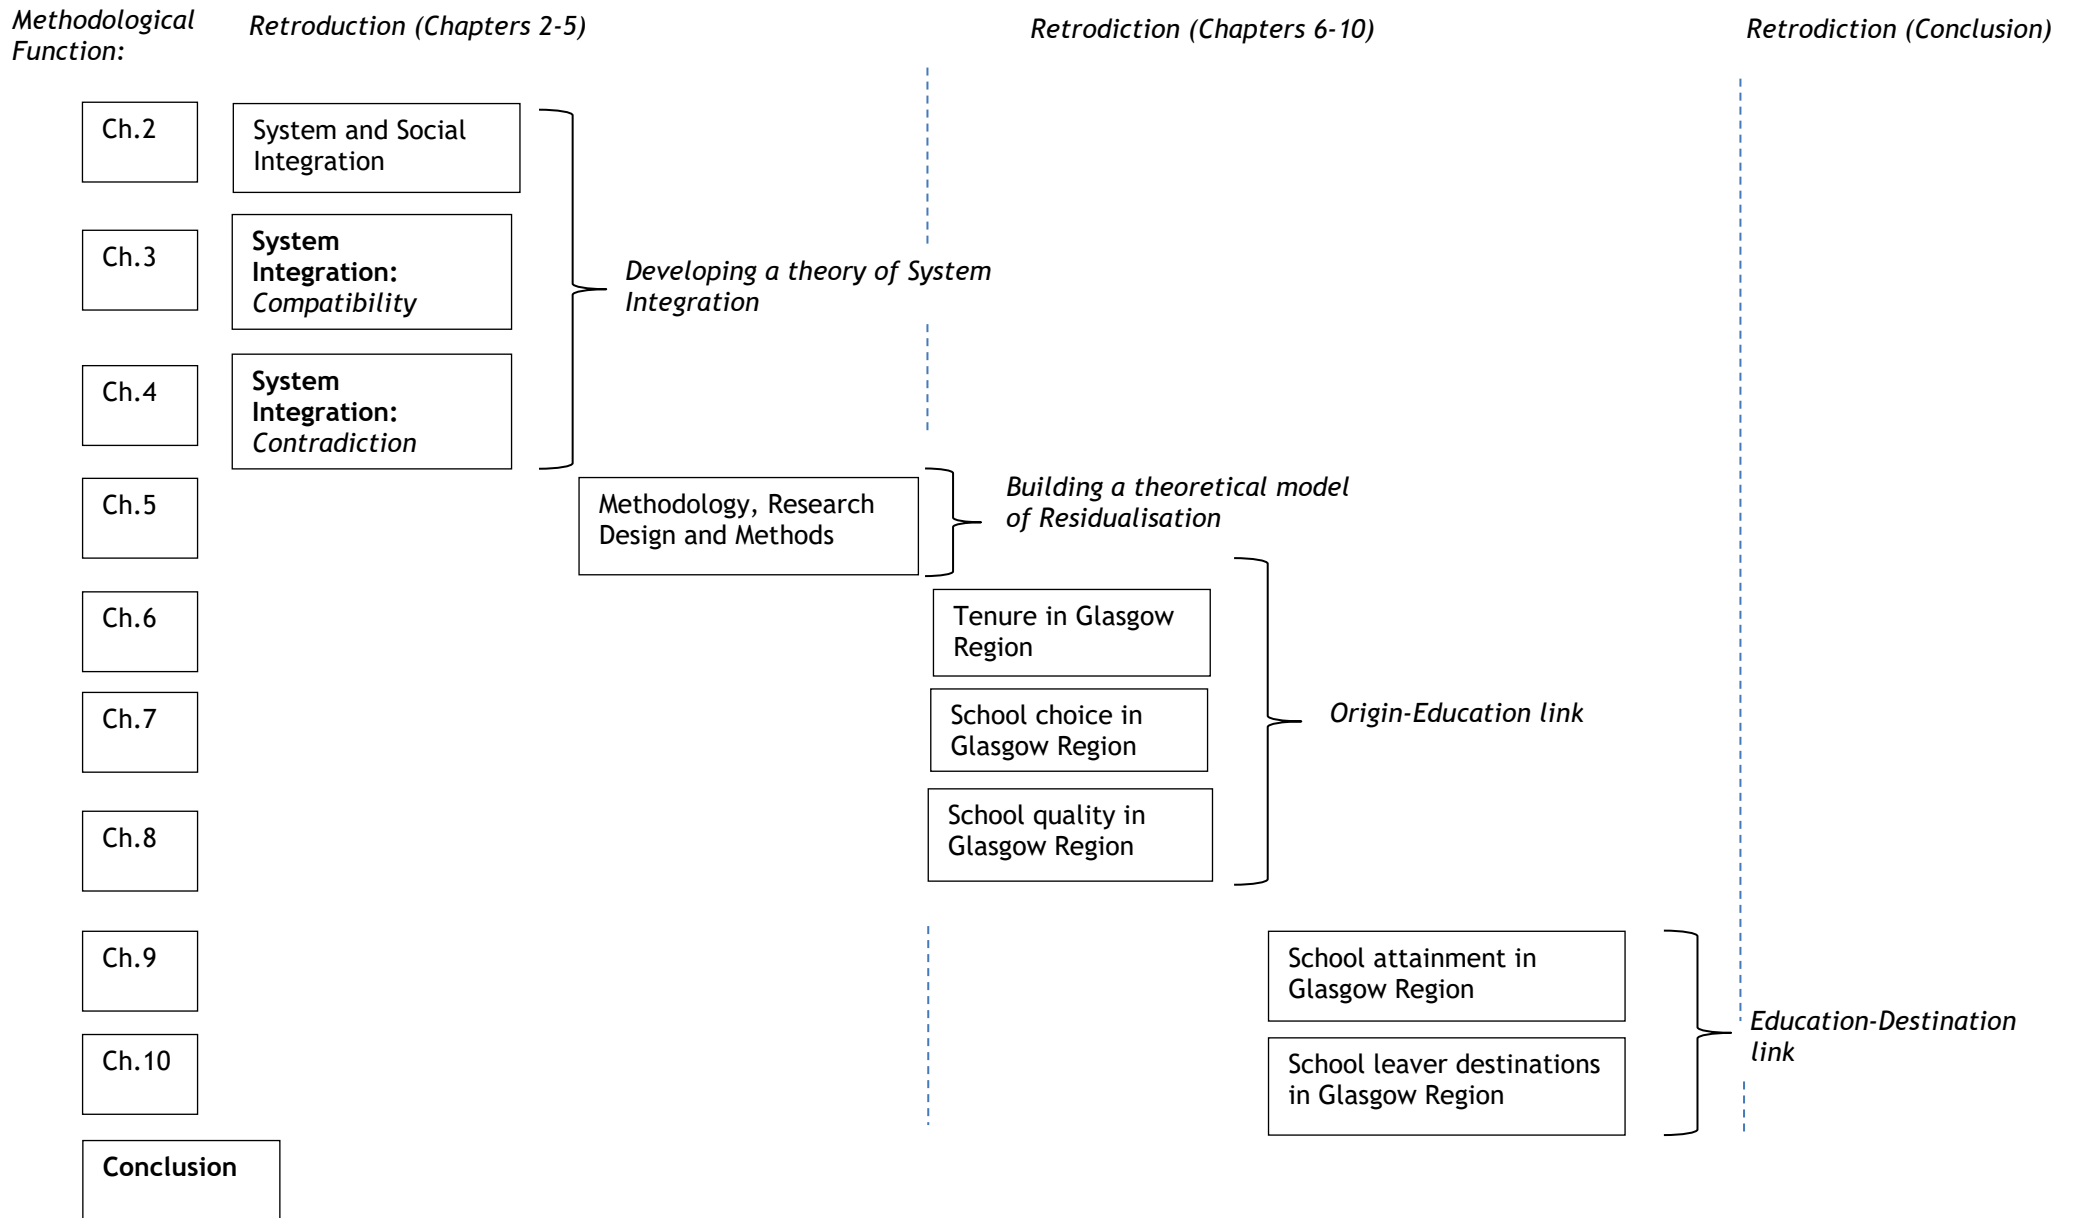 Methodological
Function:
Retroduction (Chapters 2-5)
Retrodiction (Chapters 6-10)
Retrodiction (Conclusion)
Ch.2
System and Social
Integration
Ch.3
System
Integration:
Compatibility
Developing a theory of System
Integration
Ch.4
System
Integration:
Contradiction
Ch.5
Methodology, Research
Design and Methods
Building a theoretical model
of Residualisation
Ch.6
Tenure in Glasgow
Region
Ch.7
School choice in
Glasgow Region
Origin-Education link
Ch.8
School quality in
Glasgow Region
Ch.9
School attainment in
Glasgow Region
Education-Destination
link
Ch.10
School leaver destinations
in Glasgow Region
Conclusion